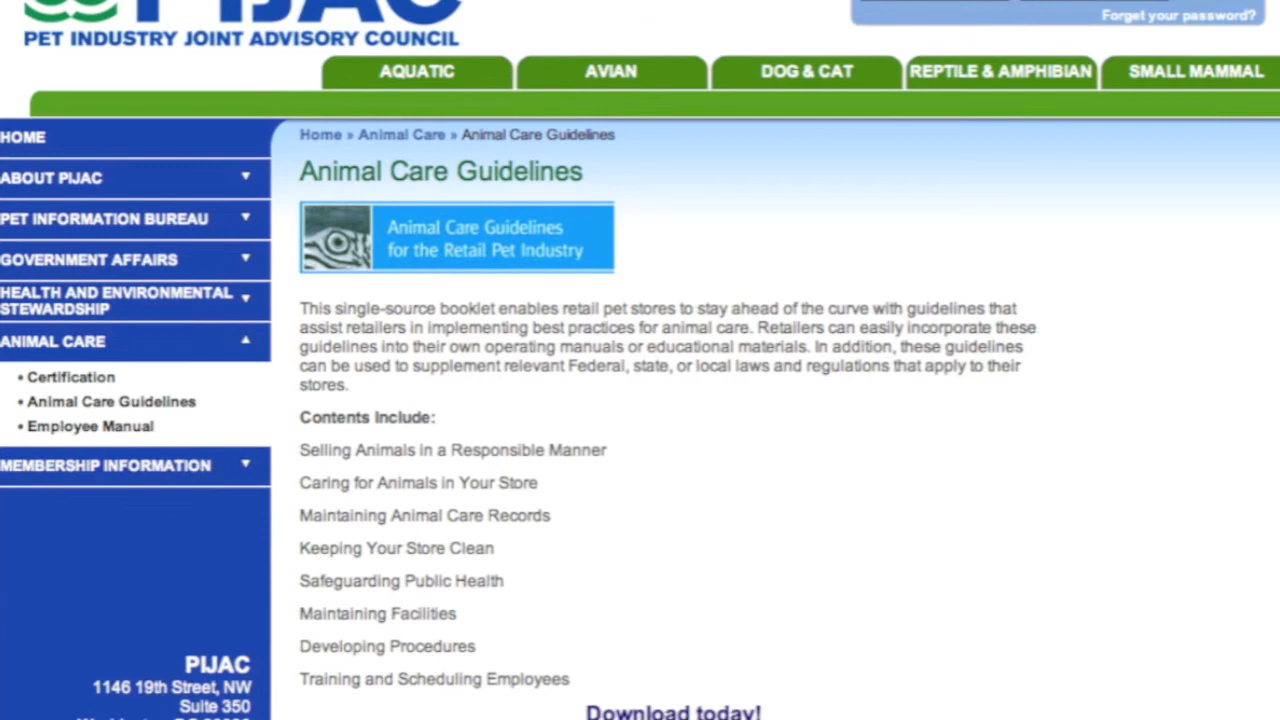 PIJAC
PET INDUSTRY JOINT ADVISORY COUNCIL
Forget your password?
AQUATIC
AVIAN
DOG & CAT
REPTILE & AMPHIBIAN
SMALL MAMMAL
HOME
ABOUT PIJAC
PET INFORMATION BUREAU
GOVERNMENT AFFAIRS
HEALTH AND ENVIRONMENTAL
STEWARDSHIP
ANIMAL CARE
• Certification
• Animal Care Guidelines
• Employee Manual
MEMBERSHIP INFORMATION
PIJAC
1146 19th Street, NW
Suite 350
Home » Animal Care » Animal Care Guidelines
Animal Care Guidelines
Animal Care Guidelines
for the Retail Pet Industry
This single-source booklet enables retail pet stores to stay ahead of the curve with guidelines that
assist retailers in implementing best practices for animal care. Retailers can easily incorporate these
guidelines into their own operating manuals or educational materials. In addition, these guidelines
can be used to supplement relevant Federal, state, or local laws and regulations that apply to their
stores.
Contents Include:
Selling Animals in a Responsible Manner
Caring for Animals in Your Store
Maintaining Animal Care Records
Keeping Your Store Clean
Safeguarding Public Health
Maintaining Facilities
Developing Procedures
Training and Scheduling Employees
Download today!